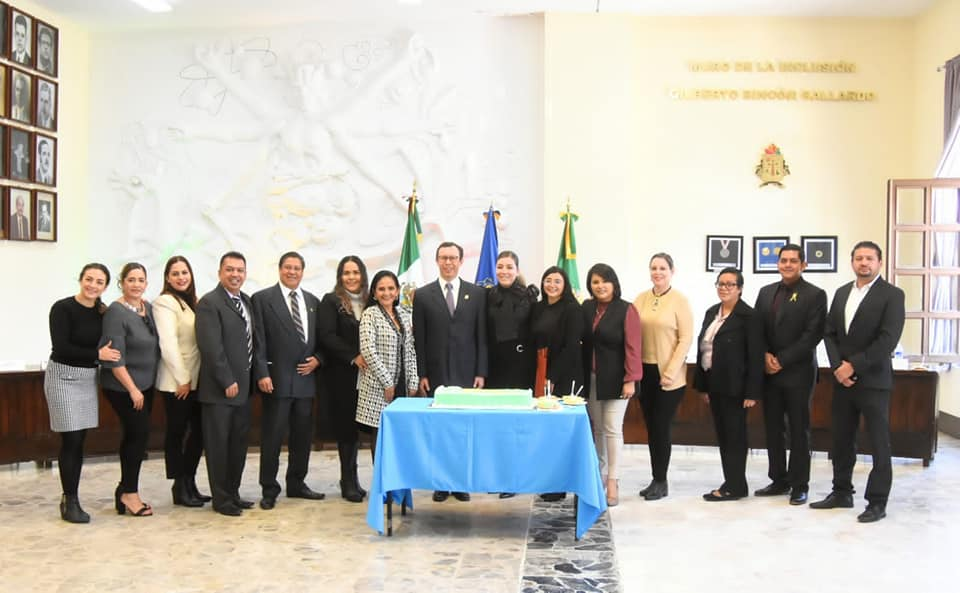 MURO DE LA INCLUSIÓN
GILBERTO RINCÓN GALLARDO